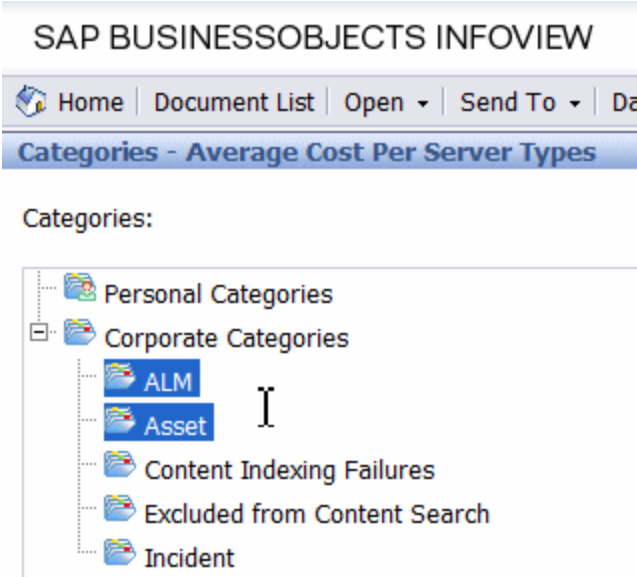 SAP BUSINESSOBJECTS INFOVIEW
Home Document List Open Send To
Categories - Average Cost Per Server Types
Categories:
Personal Categories
Corporate Categories
ALM
Asset
Content Indexing Failures
Excluded from Content Search
Incident